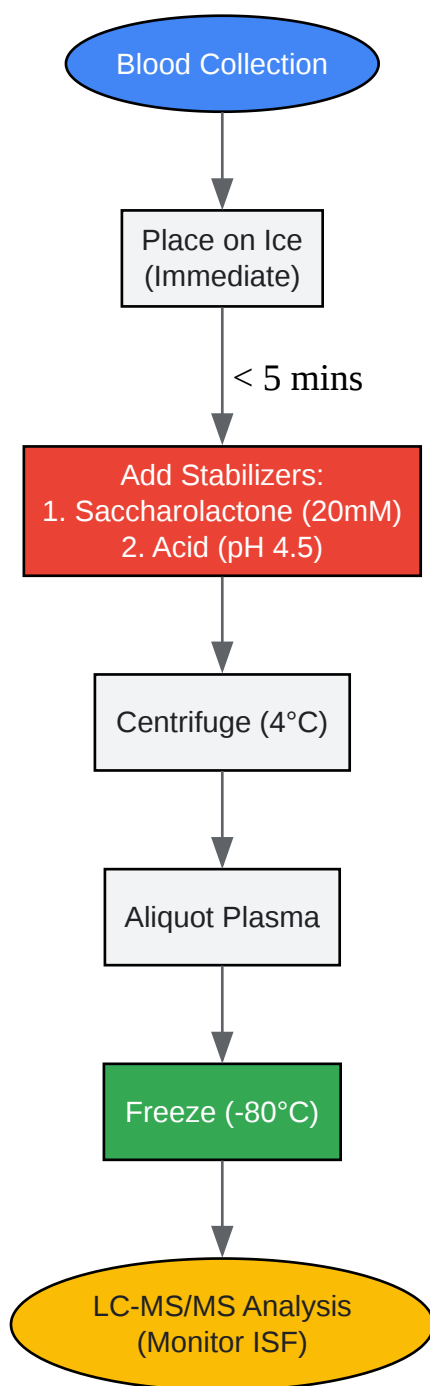 Blood Collection
Place on Ice
(Immediate)
< 5 mins
Add Stabilizers:
1. Saccharolactone (20mM)
2. Acid (pH 4.5)
Centrifuge (4°C)
Aliquot Plasma
Freeze (-80°C)
LC-MS/MS Analysis
(Monitor ISF)